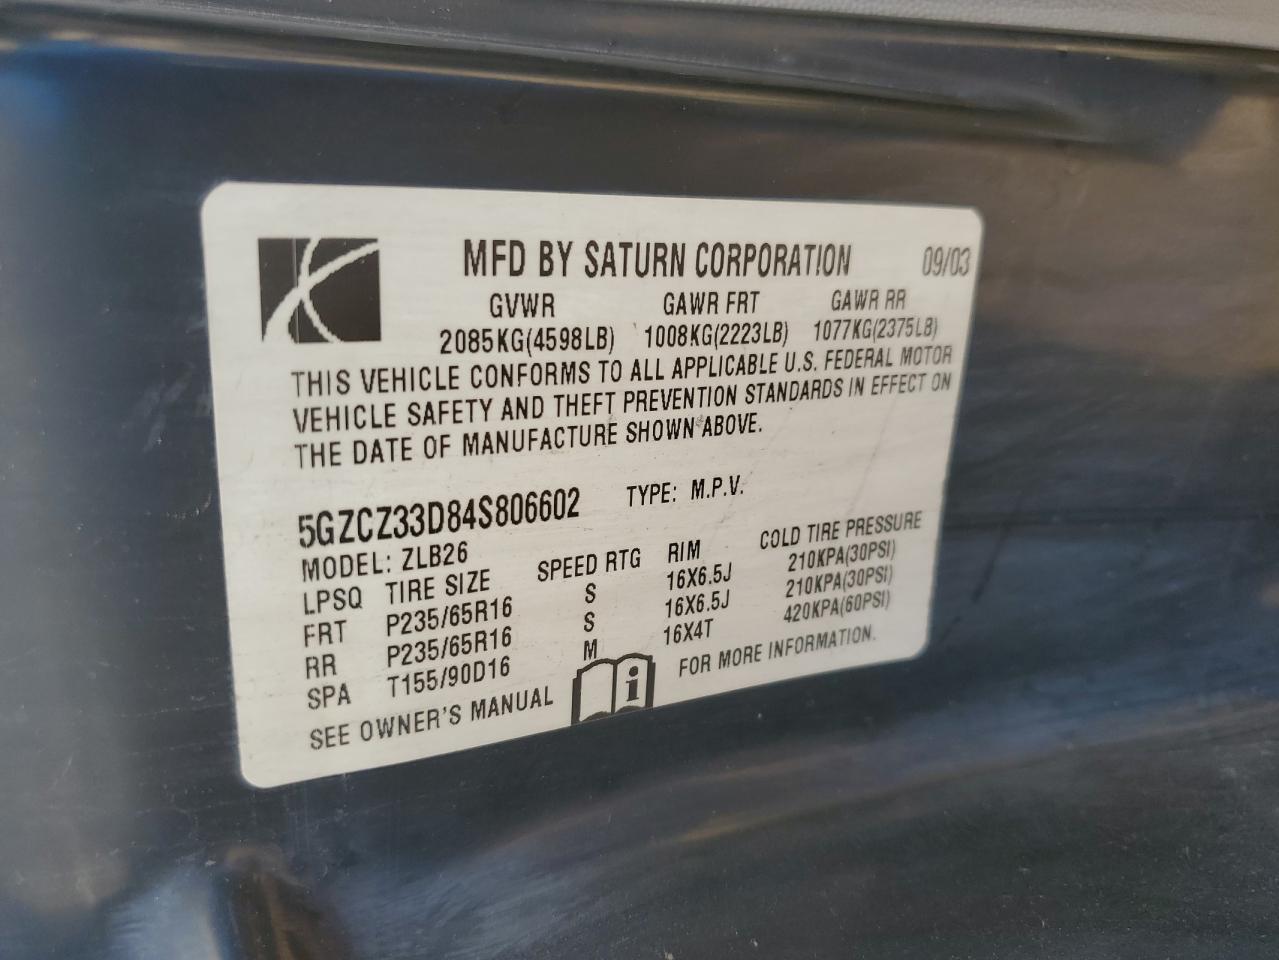 MFD BY SATURN CORPORATION 09/03
GVWR GAWR FRT GAWR RR
2085KG(4598LB) 1008KG(2223LB) 1077KG(2375LB)
THIS VEHICLE CONFORMS TO ALL APPLICABLE U.S. FEDERAL MOTOR
VEHICLE SAFETY AND THEFT PREVENTION STANDARDS IN EFFECT ON
THE DATE OF MANUFACTURE SHOWN ABOVE.
5GZCZ33D84S806602 TYPE: M.P.V.
MODEL: ZLB26
LPSQ TIRE SIZE SPEED RTG RIM COLD TIRE PRESSURE
FRT P235/65R16 S 16X6.5J 210KPA(30PSI)
RR P235/65R16 S 16X6.5J 210KPA(30PSI)
SPA T155/90D16 M 16X4T 420KPA(60PSI)
SEE OWNER'S MANUAL i FOR MORE INFORMATION.